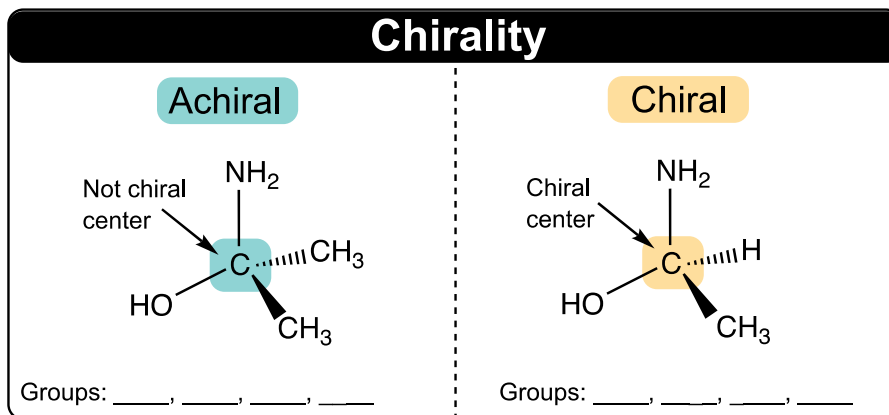 Chirality
Achiral
NH₂
Not chiral
center
C
CH₃
HO
CH₃
Groups: ____, ____, ____, ____
Chiral
NH₂
Chiral
center
C
H
HO
CH₃
Groups: ____, ____, ____, ____